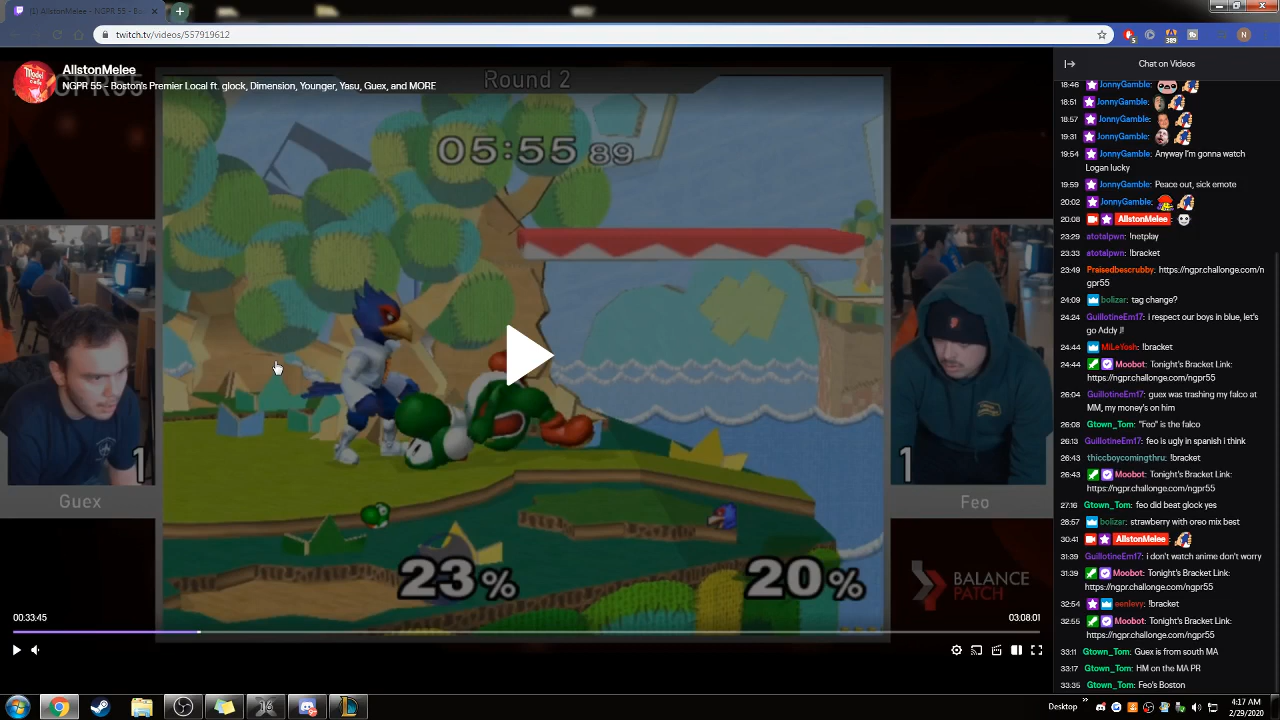 (1) AllstonMelee - NGPR 55 - Bo
twitch.tv/videos/557919612
389
N
AllstonMelee
NGPR 55 - Boston's Premier Local ft. glock, Dimension, Younger, Yasu, Guex, and MORE
Round 2
05:55 89
1
1
Guex
Feo
23%
20%
BALANCE
PATCH
00:33:45
03:08:01
Chat on Videos
18:46 JonnyGamble:
18:51 JonnyGamble:
18:57 JonnyGamble:
19:31 JonnyGamble:
19:54 JonnyGamble: Anyway I'm gonna watch
Logan lucky
19:59 JonnyGamble: Peace out, sick emote
20:02 JonnyGamble:
20:08 AllstonMelee :
23:29 atotalpwn: !netplay
23:33 atotalpwn: !bracket
23:49 Praisedbescrubby: https://ngpr.challonge.com/n
gpr55
24:09 bolizar: tag change?
24:24 GuillotineEm17: i respect our boys in blue, let's
go Addy J!
24:44 MiLeYosh: !bracket
24:44 Moobot: Tonight's Bracket Link:
https://ngpr.challonge.com/ngpr55
26:04 GuillotineEm17: guex was trashing my falco at
MM, my money's on him
26:08 Gtown_Tom: "Feo" is the falco
26:13 GuillotineEm17: feo is ugly in spanish i think
26:43 thiccboycomingthru: !bracket
26:43 Moobot: Tonight's Bracket Link:
https://ngpr.challonge.com/ngpr55
27:16 Gtown_Tom: feo did beat glock yes
28:57 bolizar: strawberry with oreo mix best
30:41 AllstonMelee :
31:39 GuillotineEm17: i don't watch anime don't worry
31:39 Moobot: Tonight's Bracket Link:
https://ngpr.challonge.com/ngpr55
32:54 eenlevy: !bracket
32:55 Moobot: Tonight's Bracket Link:
https://ngpr.challonge.com/ngpr55
33:11 Gtown_Tom: Guex is from south MA
33:17 Gtown_Tom: HM on the MA PR
33:35 Gtown_Tom: Feo's Boston
Desktop
4:17 AM
2/29/2020